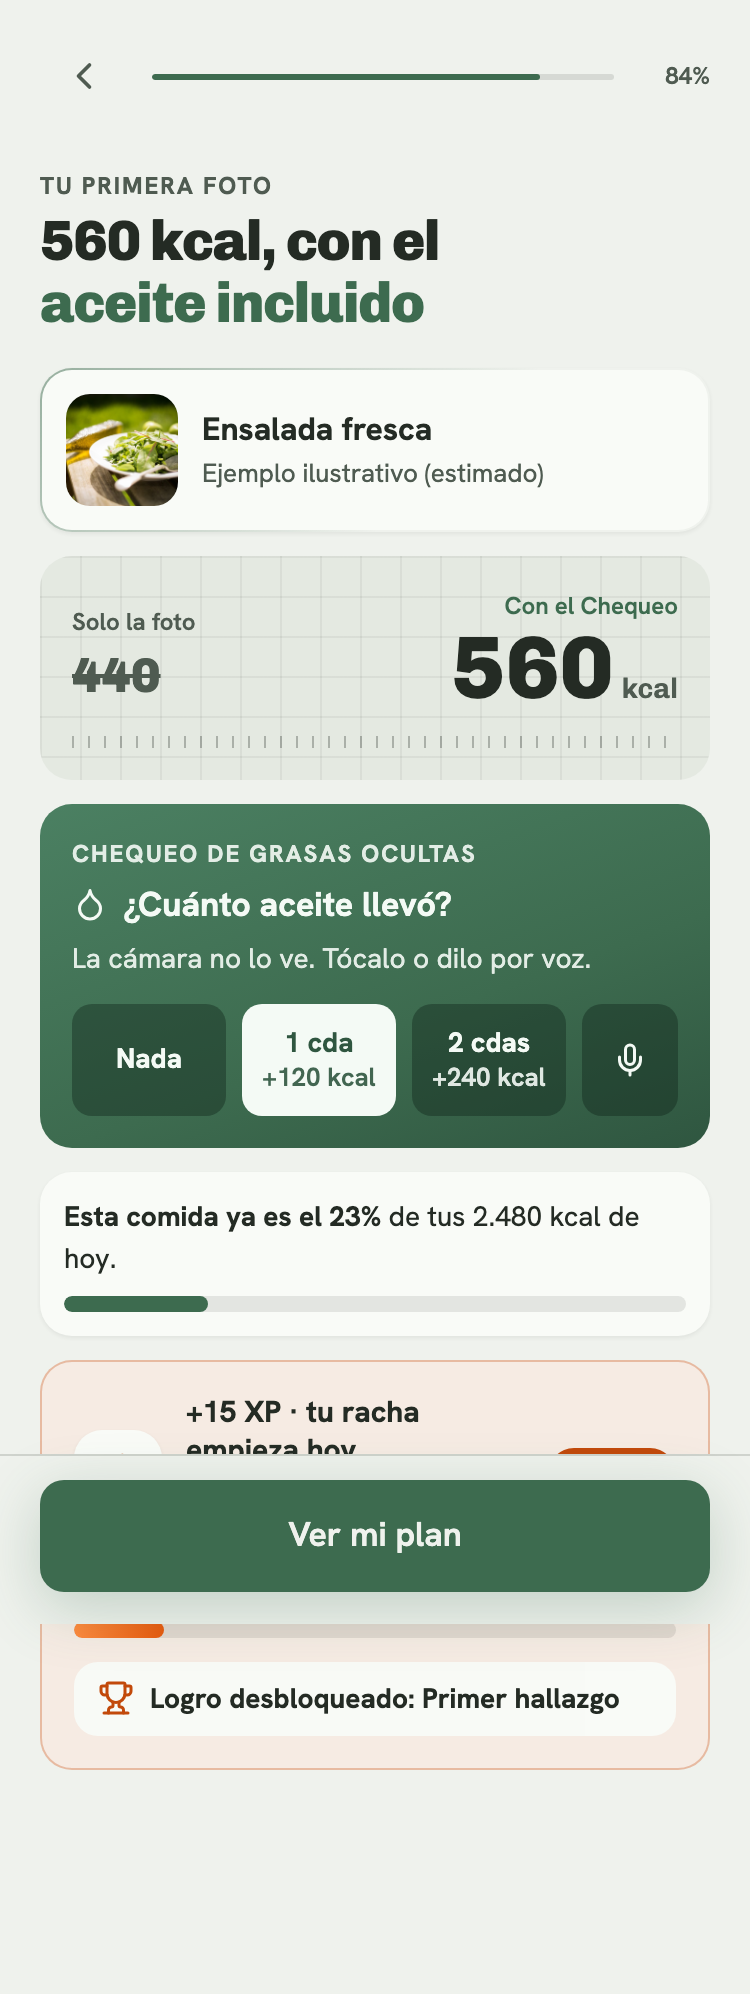 84%
TU PRIMERA FOTO
560 kcal, con el
aceite incluido
Ensalada fresca
Ejemplo ilustrativo (estimado)
Solo la foto
440
Con el Chequeo
560 kcal
CHEQUEO DE GRASAS OCULTAS
¿Cuánto aceite llevó?
La cámara no lo ve. Tócalo o dilo por voz.
Nada
1 cda
+120 kcal
2 cdas
+240 kcal
Esta comida ya es el 23% de tus 2.480 kcal de
hoy.
+15 XP · tu racha
empieza hoy
Ver mi plan
Logro desbloqueado: Primer hallazgo